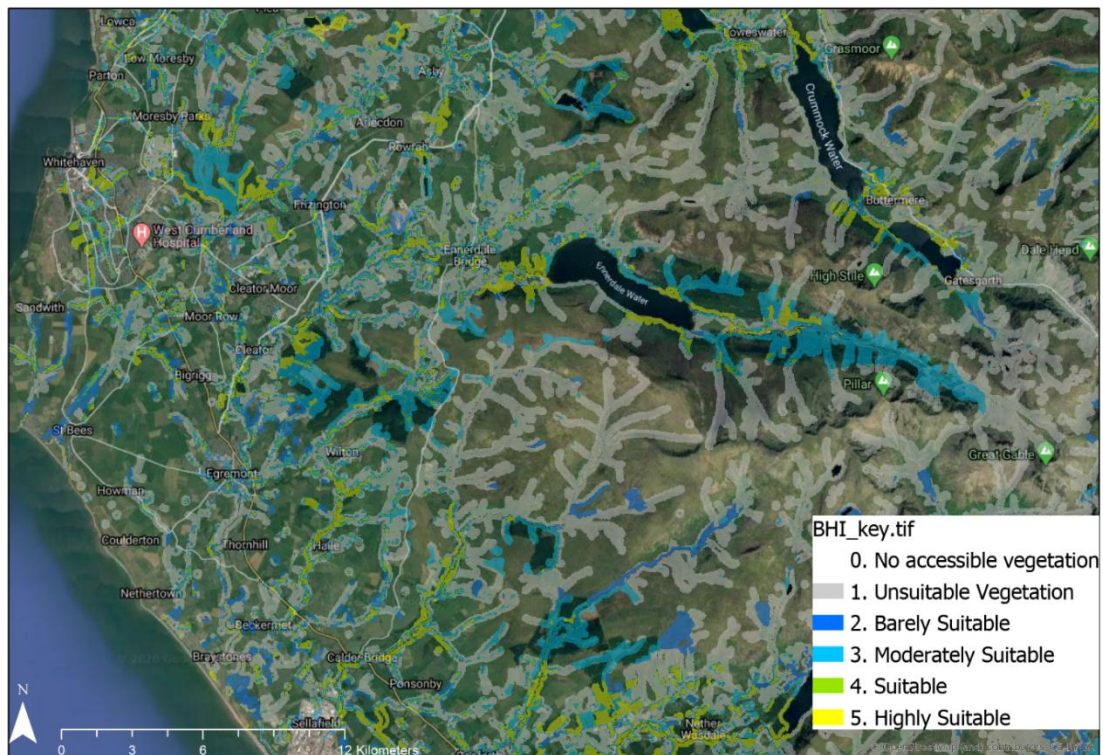 Lowca
Loweswater
Grasmoor
Low Moresby
Asby
Parton
Crummock Water
Moresby Parks
Arlecdon
Rowrah
Whitehaven
Buttermere
Frizington
West Cumberland
Hospital
H
Ennerdale
Bridge
Dale Head
Ennerdale Water
High Stile
Gatesgarth
Cleator Moor
Sandwith
Moor Row
Cleator
Bigrigg
Pillar
St Bees
Wilton
Great Gable
Egremont
Howman
Coulderton
Thornhill
Haile
Nethertown
Beckermet
Braystones
Calder Bridge
Ponsonby
Sellafield
Nether
Wasdale
BHI_key.tif
0. No accessible vegetation
1. Unsuitable Vegetation
2. Barely Suitable
3. Moderately Suitable
4. Suitable
5. Highly Suitable
N
0 3 6 12 Kilometers